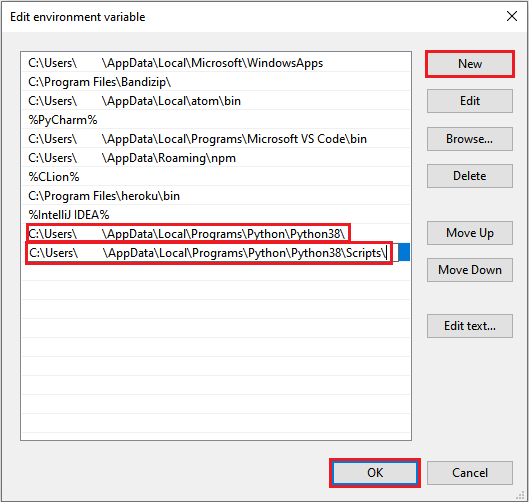 Edit environment variable
C:\Users\ \AppData\Local\Microsoft\WindowsApps
C:\Program Files\Bandizip\
C:\Users\ \AppData\Local\atom\bin
%PyCharm%
C:\Users\ \AppData\Local\Programs\Microsoft VS Code\bin
C:\Users\ \AppData\Roaming\npm
%CLion%
C:\Program Files\heroku\bin
%IntelliJ IDEA%
C:\Users\ \AppData\Local\Programs\Python\Python38\
C:\Users\ \AppData\Local\Programs\Python\Python38\Scripts\
New
Edit
Browse...
Delete
Move Up
Move Down
Edit text...
OK
Cancel